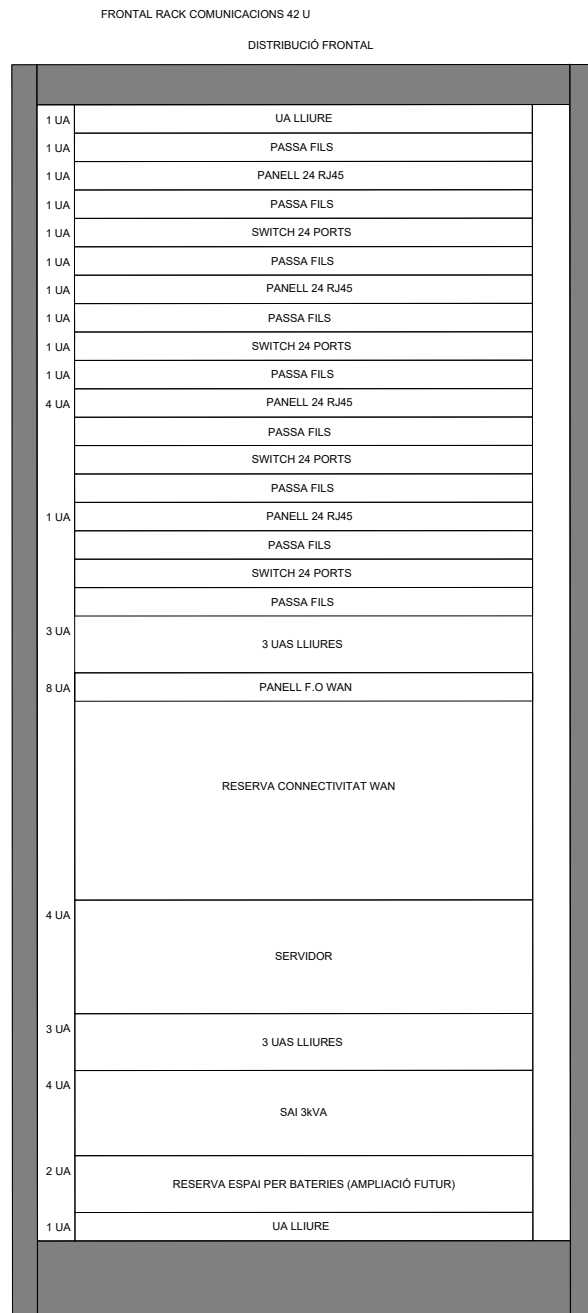 FRONTAL RACK COMUNICACIONS 42 U
DISTRIBUCIÓ FRONTAL
1 UA UA LLIURE
1 UA PASSA FILS
1 UA PANELL 24 RJ45
1 UA PASSA FILS
1 UA SWITCH 24 PORTS
1 UA PASSA FILS
1 UA PANELL 24 RJ45
1 UA PASSA FILS
1 UA SWITCH 24 PORTS
1 UA PASSA FILS
4 UA PANELL 24 RJ45
PASSA FILS
SWITCH 24 PORTS
PASSA FILS
1 UA PANELL 24 RJ45
PASSA FILS
SWITCH 24 PORTS
PASSA FILS
3 UA
3 UAS LLIURES
8 UA PANELL F.O WAN
RESERVA CONNECTIVITAT WAN
4 UA
SERVIDOR
3 UA
3 UAS LLIURES
4 UA
SAI 3kVA
2 UA
RESERVA ESPAI PER BATERIES (AMPLIACIÓ FUTUR)
1 UA UA LLIURE